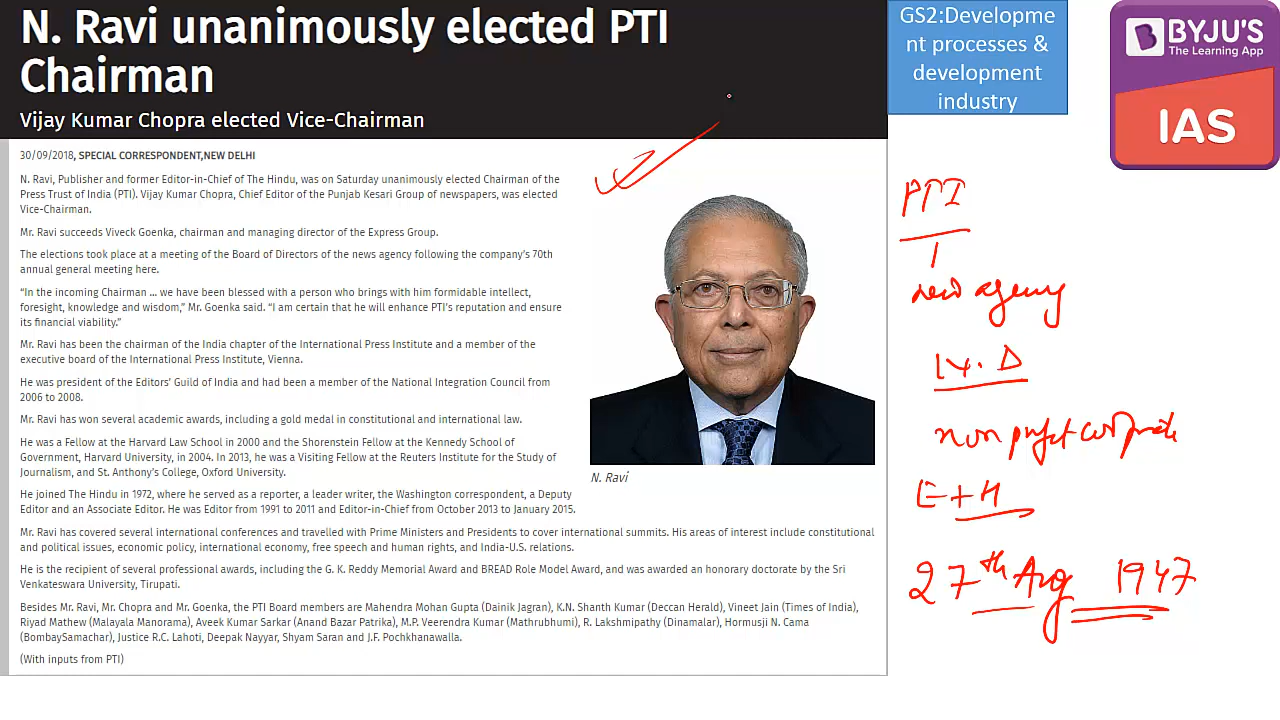 N. Ravi unanimously elected PTI
Chairman
Vijay Kumar Chopra elected Vice-Chairman
30/09/2018, SPECIAL CORRESPONDENT,NEW DELHI
N. Ravi, Publisher and former Editor-in-Chief of The Hindu, was on Saturday unanimously elected Chairman of the
Press Trust of India (PTI). Vijay Kumar Chopra, Chief Editor of the Punjab Kesari Group of newspapers, was elected
Vice-Chairman.
Mr. Ravi succeeds Viveck Goenka, chairman and managing director of the Express Group.
The elections took place at a meeting of the Board of Directors of the news agency following the company's 70th
annual general meeting here.
“In the incoming Chairman ... we have been blessed with a person who brings with him formidable intellect,
foresight, knowledge and wisdom,” Mr. Goenka said. “I am certain that he will enhance PTI's reputation and ensure
its financial viability.”
Mr. Ravi has been the chairman of the India chapter of the International Press Institute and a member of the
executive board of the International Press Institute, Vienna.
He was president of the Editors' Guild of India and had been a member of the National Integration Council from
2006 to 2008.
Mr. Ravi has won several academic awards, including a gold medal in constitutional and international law.
He was a Fellow at the Harvard Law School in 2000 and the Shorenstein Fellow at the Kennedy School of
Government, Harvard University, in 2004. In 2013, he was a Visiting Fellow at the Reuters Institute for the Study of
Journalism, and St. Anthony's College, Oxford University.
He joined The Hindu in 1972, where he served as a reporter, a leader writer, the Washington correspondent, a Deputy
Editor and an Associate Editor. He was Editor from 1991 to 2011 and Editor-in-Chief from October 2013 to January 2015.
Mr. Ravi has covered several international conferences and travelled with Prime Ministers and Presidents to cover international summits. His areas of interest include constitutional
and political issues, economic policy, international economy, free speech and human rights, and India-U.S. relations.
He is the recipient of several professional awards, including the G. K. Reddy Memorial Award and BREAD Role Model Award, and was awarded an honorary doctorate by the Sri
Venkateswara University, Tirupati.
Besides Mr. Ravi, Mr. Chopra and Mr. Goenka, the PTI Board members are Mahendra Mohan Gupta (Dainik Jagran), K.N. Shanth Kumar (Deccan Herald), Vineet Jain (Times of India),
Riyad Mathew (Malayala Manorama), Aveek Kumar Sarkar (Anand Bazar Patrika), M.P. Veerendra Kumar (Mathrubhumi), R. Lakshmipathy (Dinamalar), Hormusji N. Cama
(BombaySamachar), Justice R.C. Lahoti, Deepak Nayyar, Shyam Saran and J.F. Pochkhanawalla.
(With inputs from PTI)
N. Ravi
GS2:Developme
nt processes &
development
industry
BYJU'S
The Learning App
IAS
PTI
new agency
N. D
non profit
E + H
27th Aug 1947